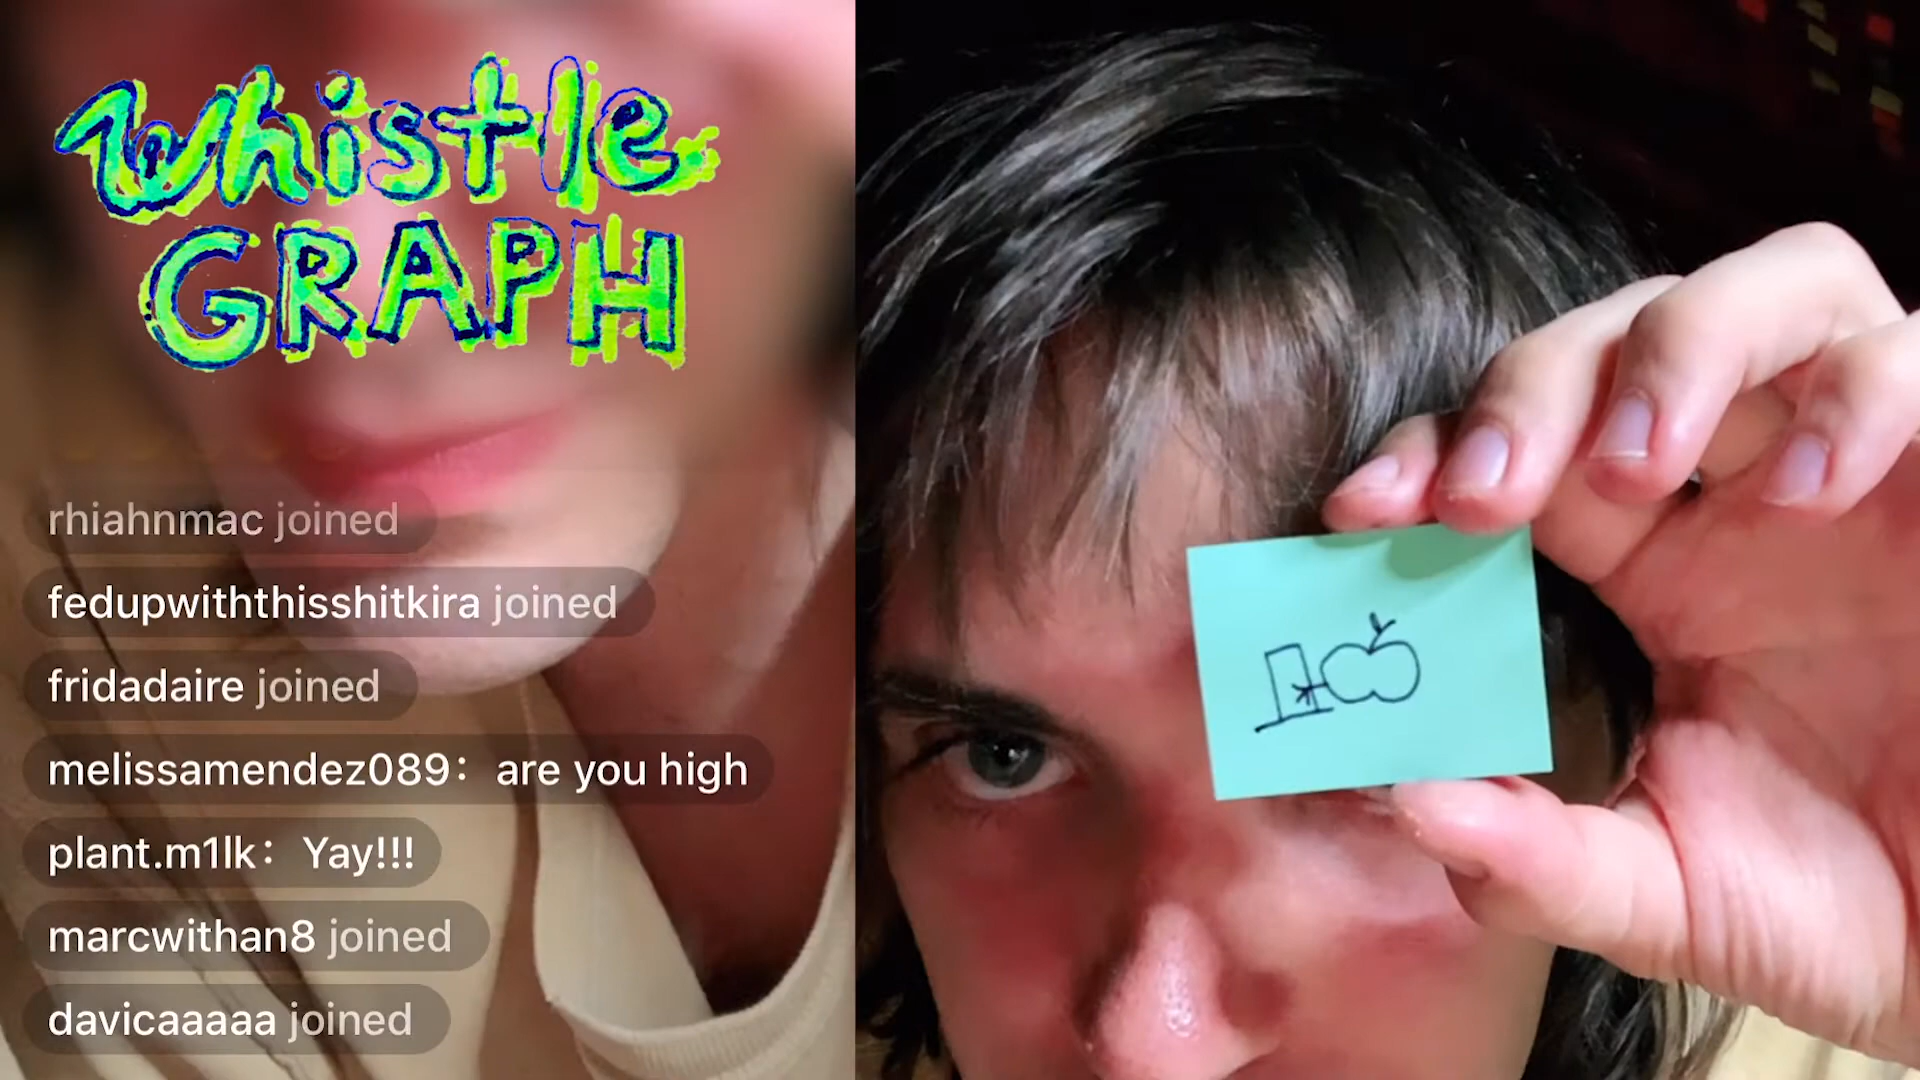 Whistle
GRAPH
rhiahnmac joined
fedupwiththisshitkira joined
fridadaire joined
melissamendez089: are you high
plant.m1lk: Yay!!!
marcwithan8 joined
davicaaaaa joined